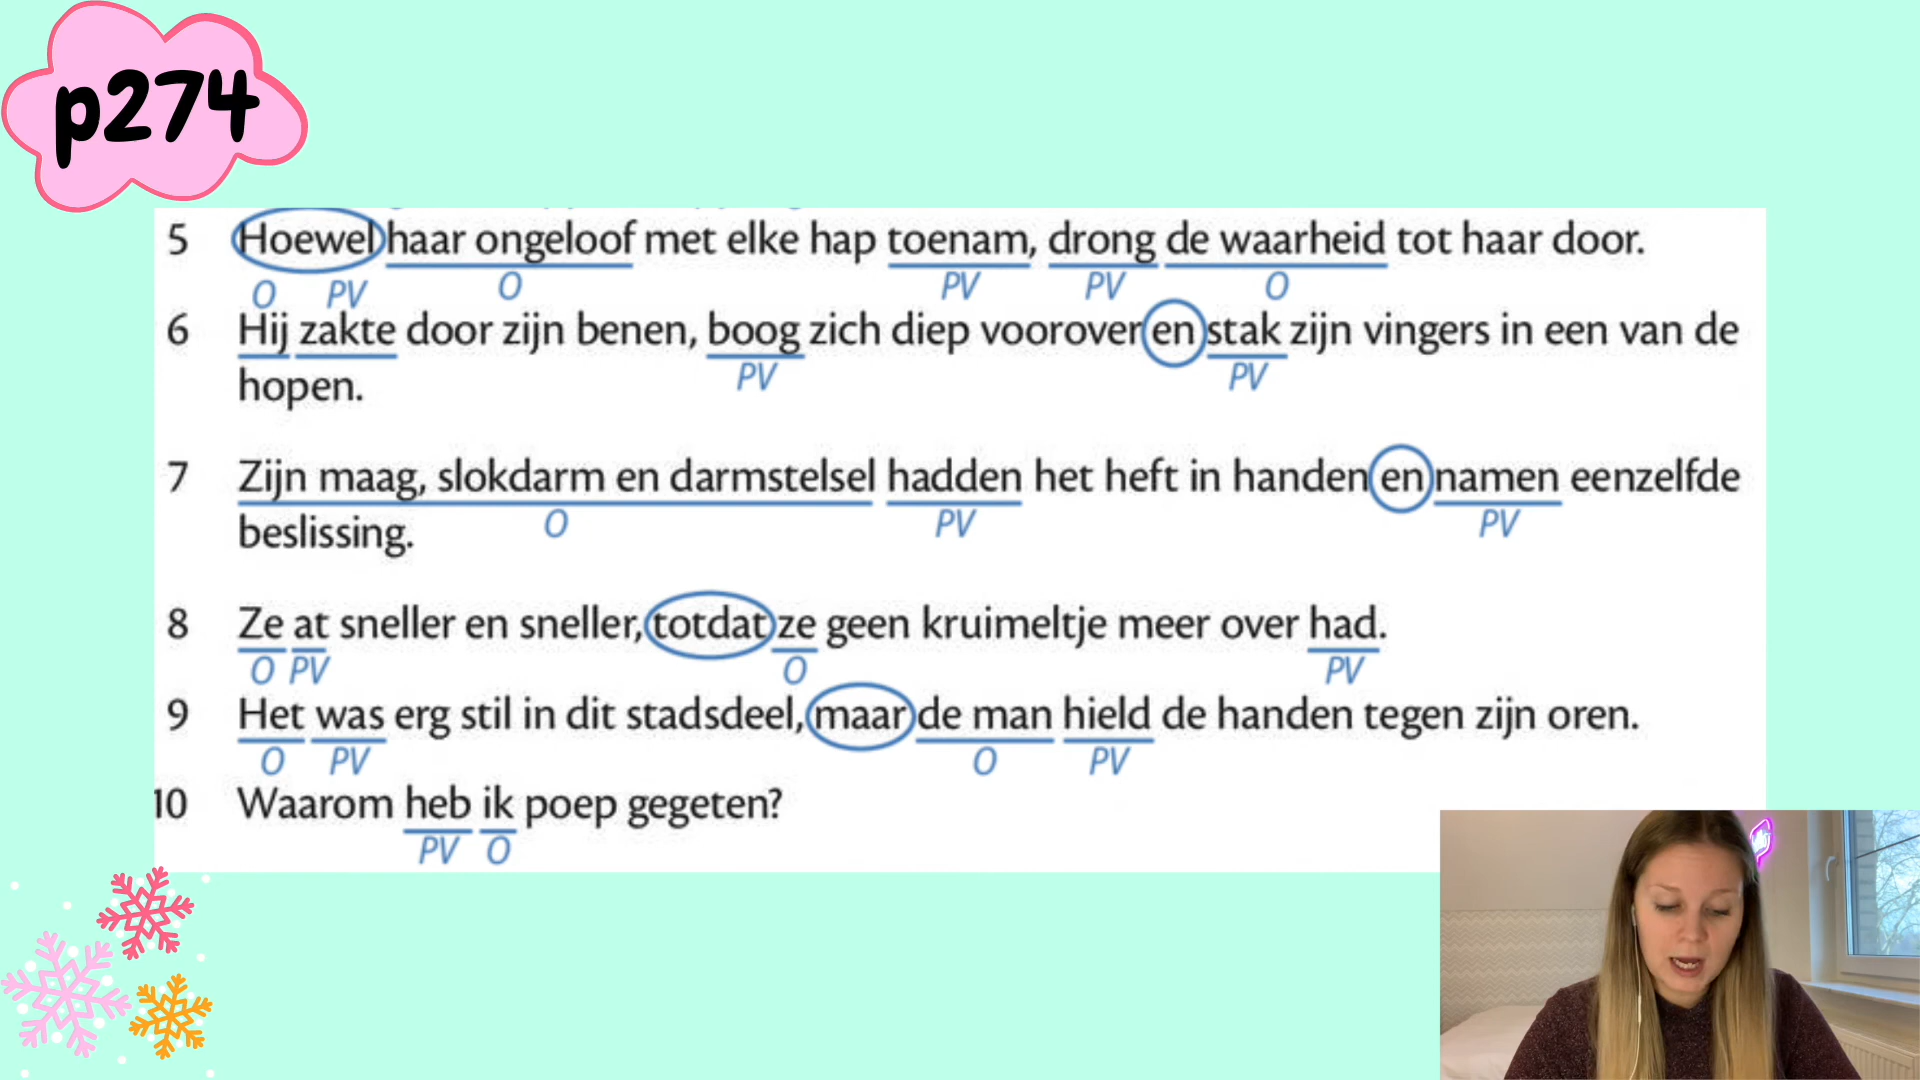 p274
5 Hoewel haar ongeloof met elke hap toenam, drong de waarheid tot haar door.
O PV O PV PV O
6 Hij zakte door zijn benen, boog zich diep voorover en stak zijn vingers in een van de
PV PV
hopen.
7 Zijn maag, slokdarm en darmstelsel hadden het heft in handen en namen eenzelfde
O PV PV
beslissing.
8 Ze at sneller en sneller, totdat ze geen kruimeltje meer over had.
O PV O PV
9 Het was erg stil in dit stadsdeel, maar de man hield de handen tegen zijn oren.
O PV O PV
10 Waarom heb ik poep gegeten?
PV O